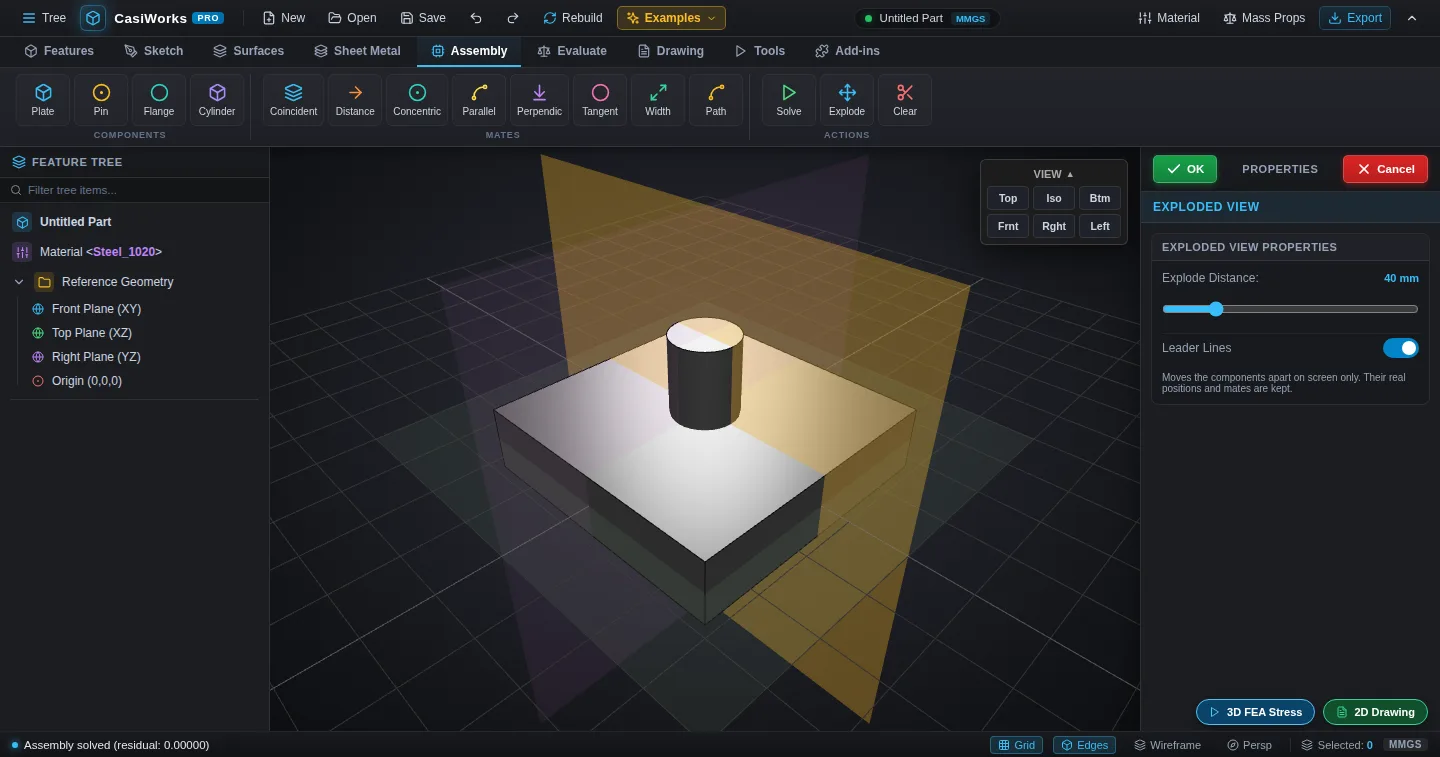 Tree CasiWorks PRO New Open Save Rebuild Examples Untitled Part MMGS Material Mass Props Export
Features Sketch Surfaces Sheet Metal Assembly Evaluate Drawing Tools Add-ins
Plate Pin Flange Cylinder Coincident Distance Concentric Parallel Perpendic Tangent Width Path Solve Explode Clear
COMPONENTS MATES ACTIONS
FEATURE TREE
Filter tree items...
Untitled Part
Material <Steel_1020>
Reference Geometry
Front Plane (XY)
Top Plane (XZ)
Right Plane (YZ)
Origin (0,0,0)
VIEW ▲
Top Iso Btm
Frnt Rght Left
OK PROPERTIES Cancel
EXPLODED VIEW
EXPLODED VIEW PROPERTIES
Explode Distance: 40 mm
Leader Lines
Moves the components apart on screen only. Their real
positions and mates are kept.
3D FEA Stress 2D Drawing
Assembly solved (residual: 0.00000) Grid Edges Wireframe Persp Selected: 0 MMGS